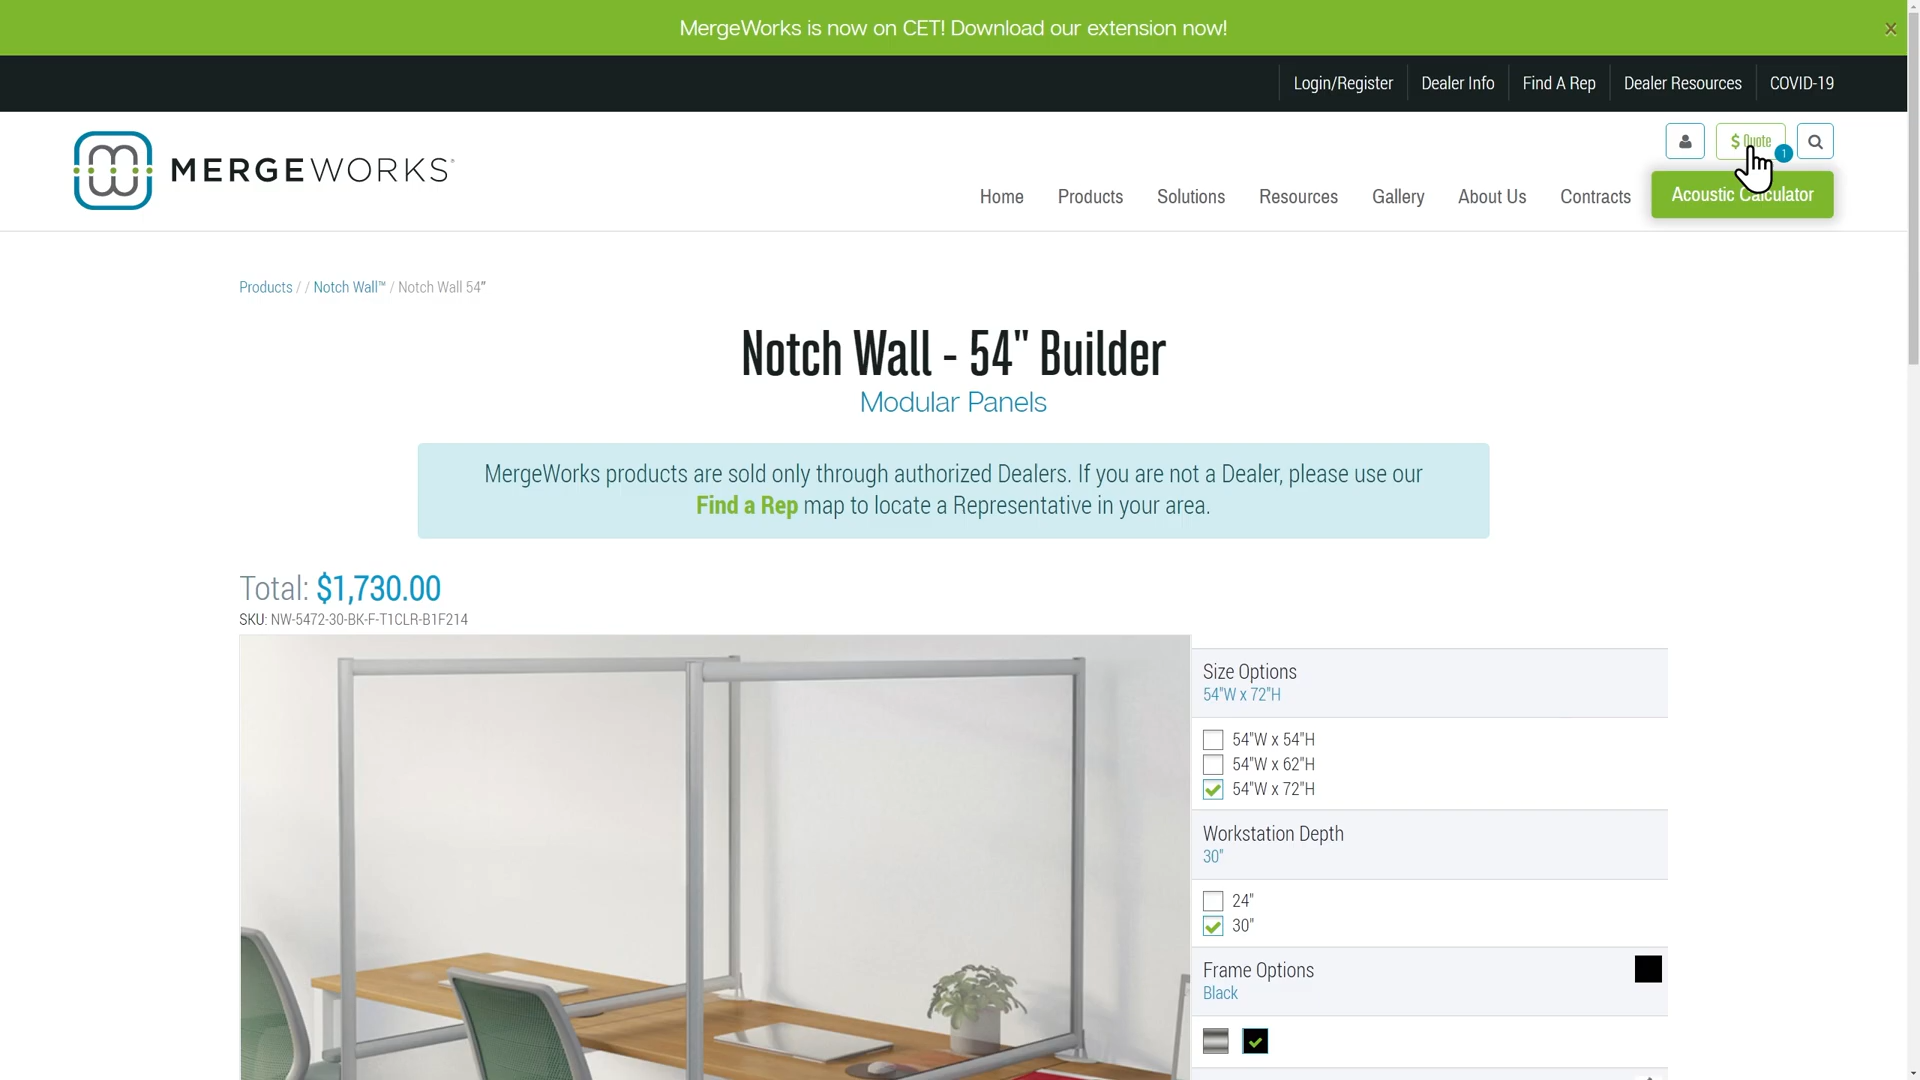 MergeWorks is now on CET! Download our extension now!
×
Login/Register
Dealer Info
Find A Rep
Dealer Resources
COVID-19
MERGEWORKS
$ Quote
1
Home
Products
Solutions
Resources
Gallery
About Us
Contracts
Acoustic Calculator
Products / / Notch Wall™ / Notch Wall 54"
Notch Wall - 54" Builder
Modular Panels
MergeWorks products are sold only through authorized Dealers. If you are not a Dealer, please use our
Find a Rep map to locate a Representative in your area.
Total: $1,730.00
SKU: NW-5472-30-BK-F-T1CLR-B1F214
Size Options
54"W x 72"H
54"W x 54"H
54"W x 62"H
54"W x 72"H
Workstation Depth
30"
24"
30"
Frame Options
Black